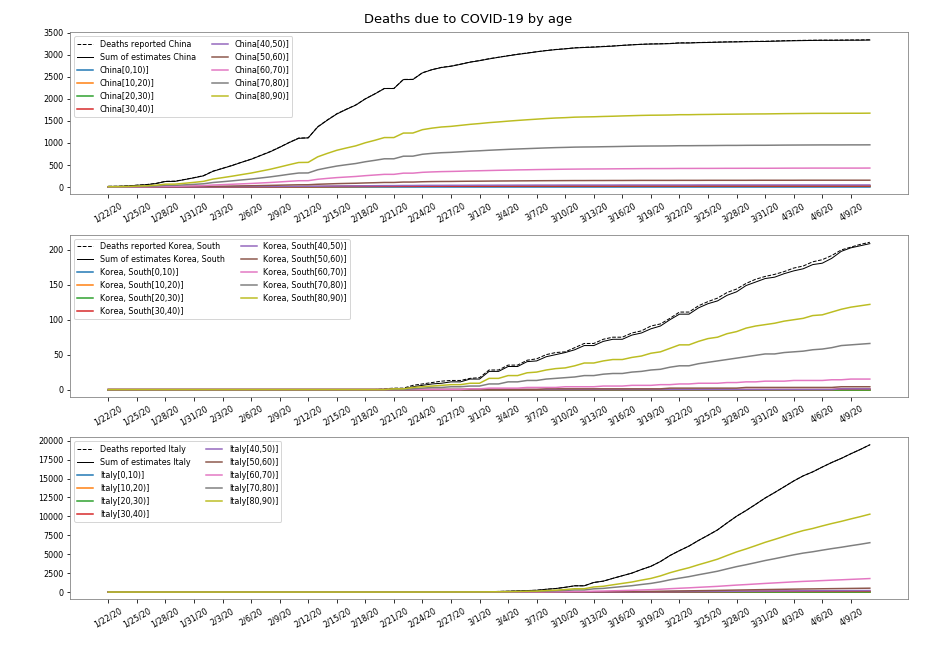 Deaths due to COVID-19 by age
3500
3000
2500
2000
1500
1000
500
0
Deaths reported China
Sum of estimates China
China[0,10)]
China[10,20)]
China[20,30)]
China[30,40)]
China[40,50)]
China[50,60)]
China[60,70)]
China[70,80)]
China[80,90)]
1/22/20 1/25/20 1/28/20 1/31/20 2/3/20 2/6/20 2/9/20 2/12/20 2/15/20 2/18/20 2/21/20 2/24/20 2/27/20 3/1/20 3/4/20 3/7/20 3/10/20 3/13/20 3/16/20 3/19/20 3/22/20 3/25/20 3/28/20 3/31/20 4/3/20 4/6/20 4/9/20
200
150
100
50
0
Deaths reported Korea, South
Sum of estimates Korea, South
Korea, South[0,10)]
Korea, South[10,20)]
Korea, South[20,30)]
Korea, South[30,40)]
Korea, South[40,50)]
Korea, South[50,60)]
Korea, South[60,70)]
Korea, South[70,80)]
Korea, South[80,90)]
1/22/20 1/25/20 1/28/20 1/31/20 2/3/20 2/6/20 2/9/20 2/12/20 2/15/20 2/18/20 2/21/20 2/24/20 2/27/20 3/1/20 3/4/20 3/7/20 3/10/20 3/13/20 3/16/20 3/19/20 3/22/20 3/25/20 3/28/20 3/31/20 4/3/20 4/6/20 4/9/20
20000
17500
15000
12500
10000
7500
5000
2500
0
Deaths reported Italy
Sum of estimates Italy
Italy[0,10)]
Italy[10,20)]
Italy[20,30)]
Italy[30,40)]
Italy[40,50)]
Italy[50,60)]
Italy[60,70)]
Italy[70,80)]
Italy[80,90)]
1/22/20 1/25/20 1/28/20 1/31/20 2/3/20 2/6/20 2/9/20 2/12/20 2/15/20 2/18/20 2/21/20 2/24/20 2/27/20 3/1/20 3/4/20 3/7/20 3/10/20 3/13/20 3/16/20 3/19/20 3/22/20 3/25/20 3/28/20 3/31/20 4/3/20 4/6/20 4/9/20